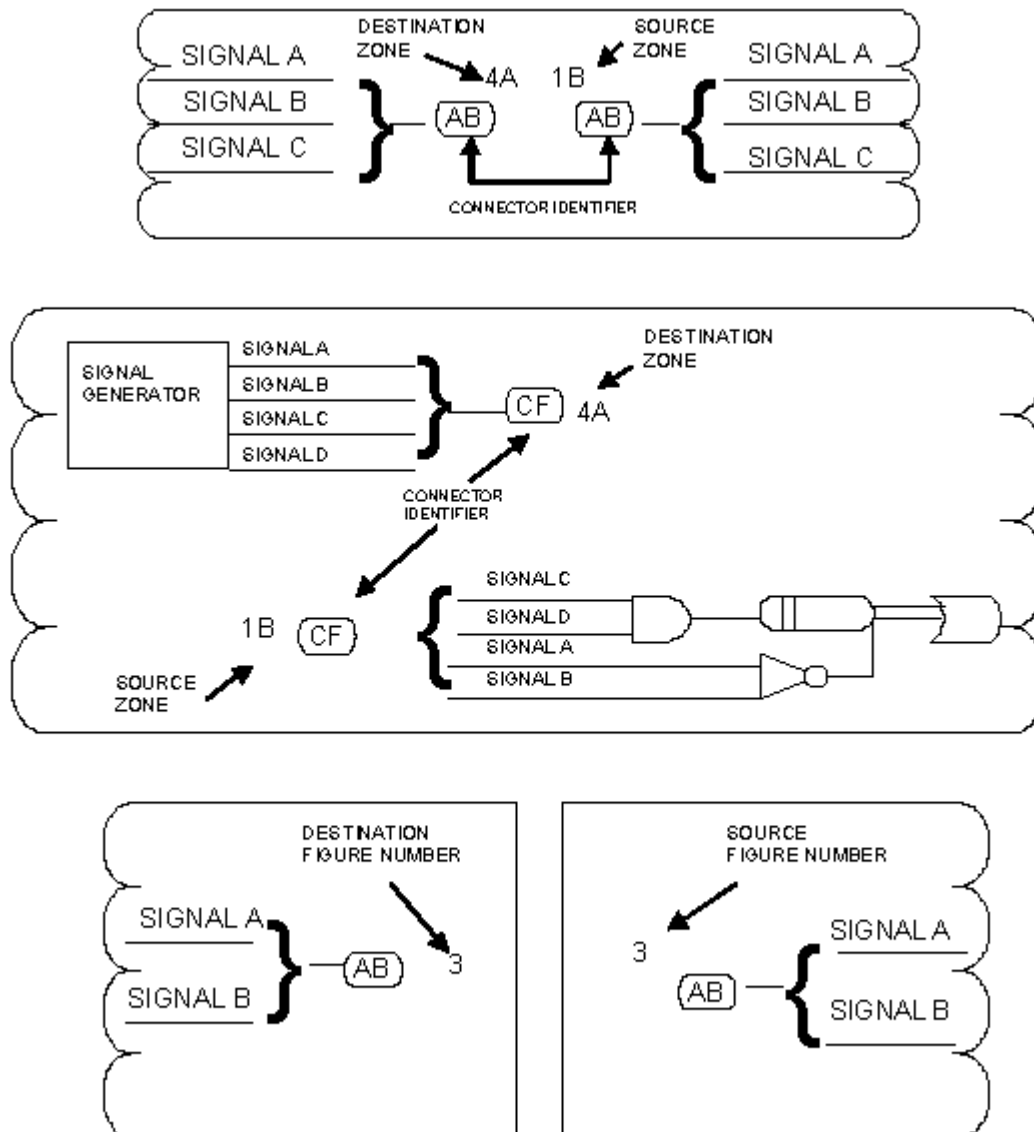 DESTINATION
ZONE
SOURCE
ZONE
SIGNAL A
SIGNAL B
SIGNAL C
4A
1B
AB
AB
SIGNAL A
SIGNAL B
SIGNAL C
CONNECTOR IDENTIFIER
SIGNAL
GENERATOR
SIGNAL A
SIGNAL B
SIGNAL C
SIGNAL D
CF
4A
DESTINATION
ZONE
CONNECTOR
IDENTIFIER
1B
CF
SOURCE
ZONE
SIGNAL C
SIGNAL D
SIGNAL A
SIGNAL B
DESTINATION
FIGURE NUMBER
SIGNAL A
SIGNAL B
AB
3
SOURCE
FIGURE NUMBER
3
AB
SIGNAL A
SIGNAL B